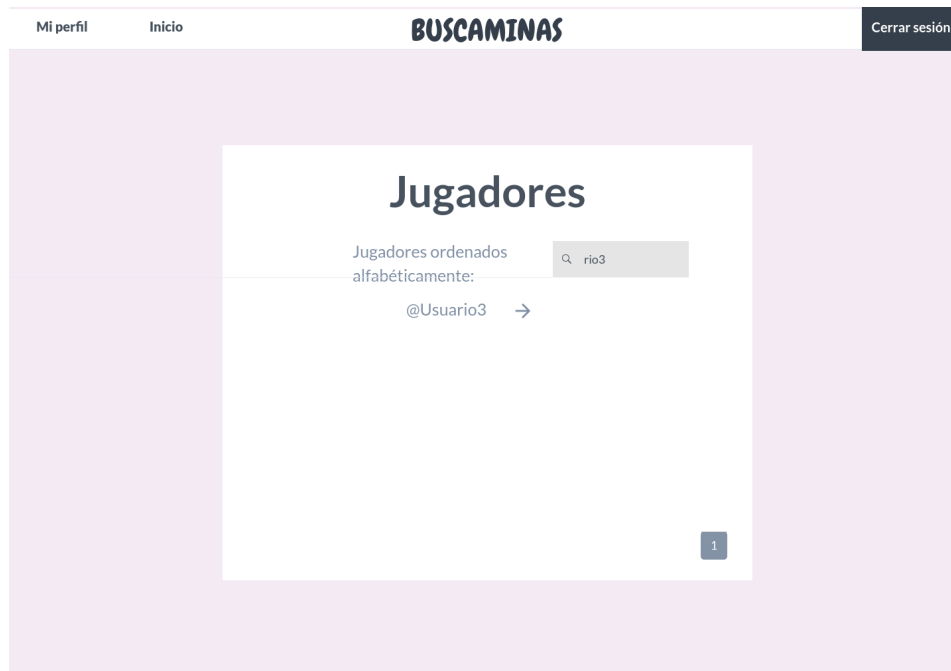 Mi perfil Inicio BUSCAMINAS Cerrar sesión
Jugadores
Jugadores ordenados
alfabéticamente:
rio3
@Usuario3
1